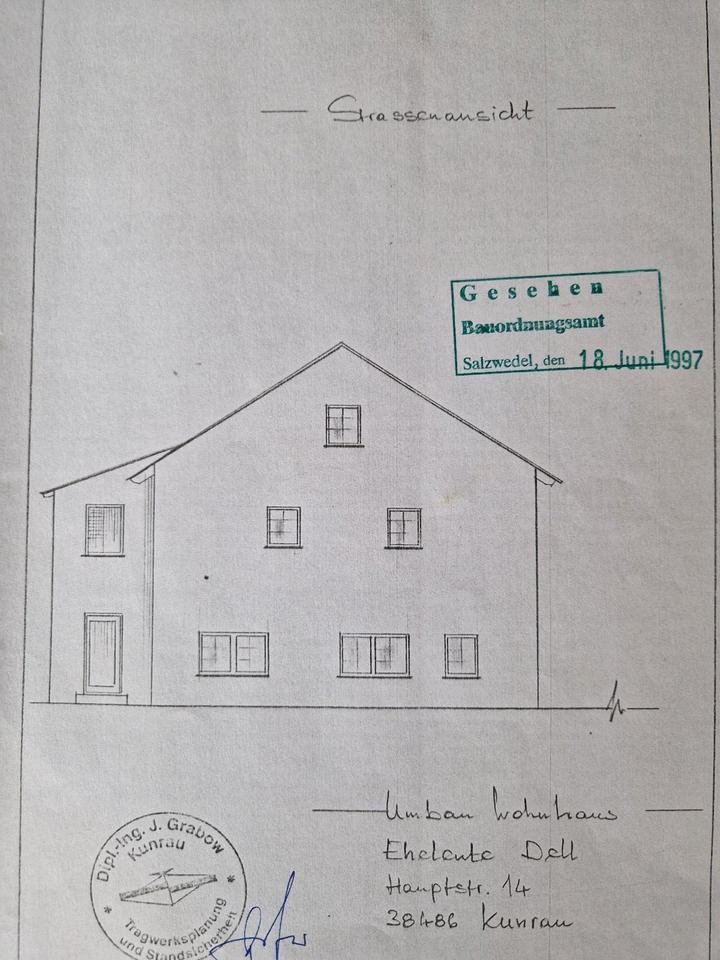 Strassenansicht
Gesehen
Bauordnungsamt
Salzwedel, den 18. Juni 1997
Umbau Wohnhaus
Eheleute Dell
Hauptstr. 14
38486 Kunrau
Dipl.-Ing. J. Grabow
Kunrau
* Tragwerksplanung *
und Standsicherheit